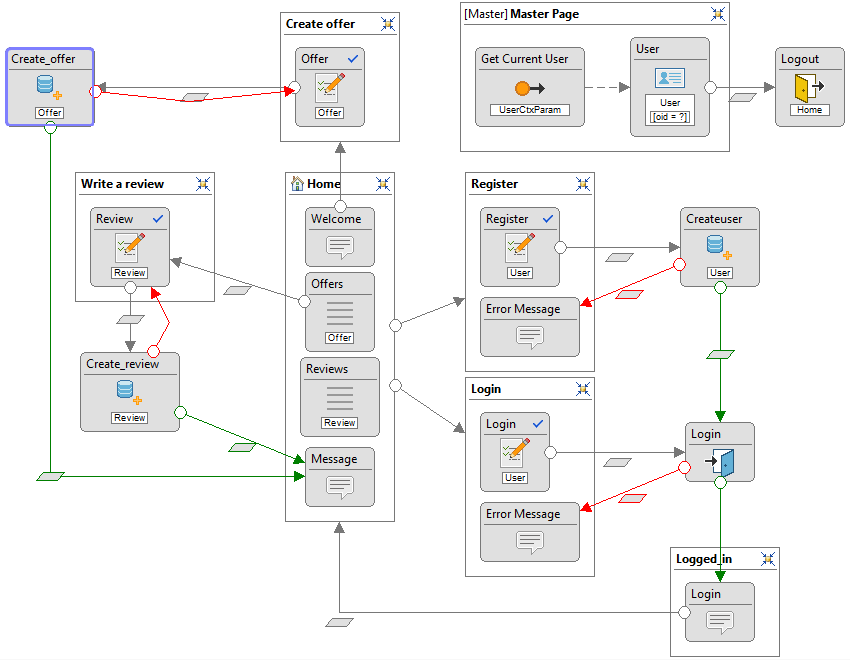 Create offer
[Master] Master Page
Create_offer
Offer
Offer
Offer
Get Current User
UserCtxParam
User
User
[oid = ?]
Logout
Home
Write a review
Review
Review
Home
Welcome
Offers
Offer
Reviews
Review
Message
Create_review
Review
Register
Register
User
Error Message
Createuser
User
Login
Login
User
Error Message
Login
Logged_in
Login